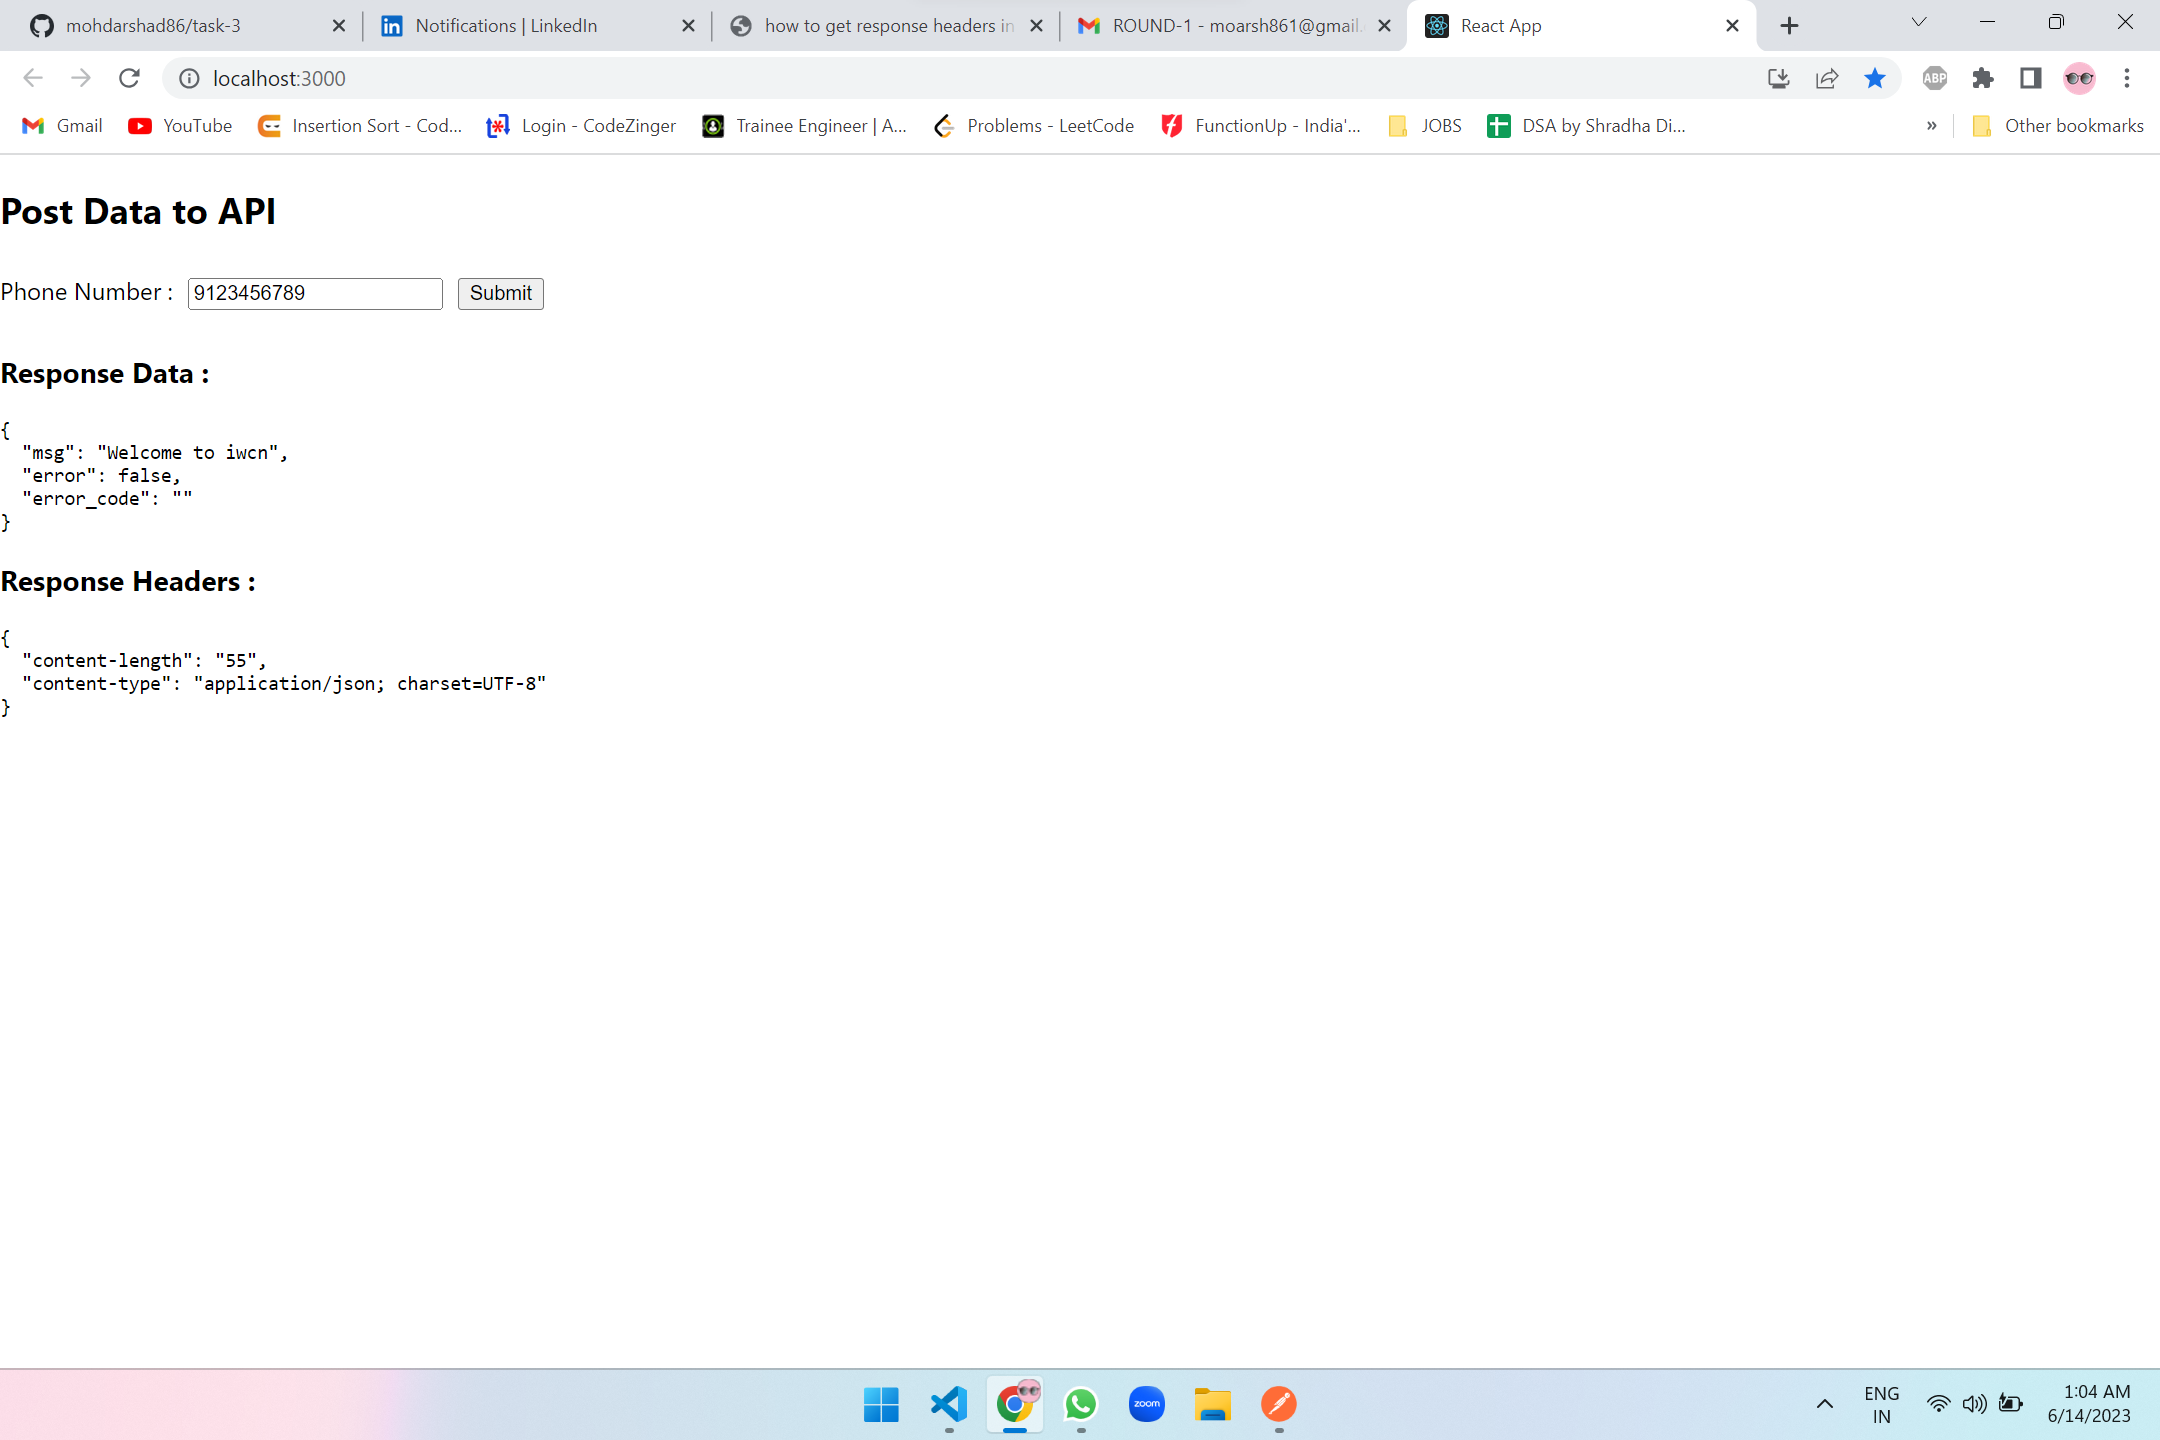 mohdarshad86/task-3
Notifications | LinkedIn
how to get response headers in
ROUND-1 - moarsh861@gmail.
React App
localhost:3000
ABP
Gmail
YouTube
Insertion Sort - Cod...
Login - CodeZinger
Trainee Engineer | A...
Problems - LeetCode
FunctionUp - India'...
JOBS
DSA by Shradha Di...
»
Other bookmarks
Post Data to API
Phone Number :
9123456789
Submit
Response Data :
{
"msg": "Welcome to iwcn",
"error": false,
"error_code": ""
}
Response Headers :
{
"content-length": "55",
"content-type": "application/json; charset=UTF-8"
}
zoom
ENG
IN
1:04 AM
6/14/2023